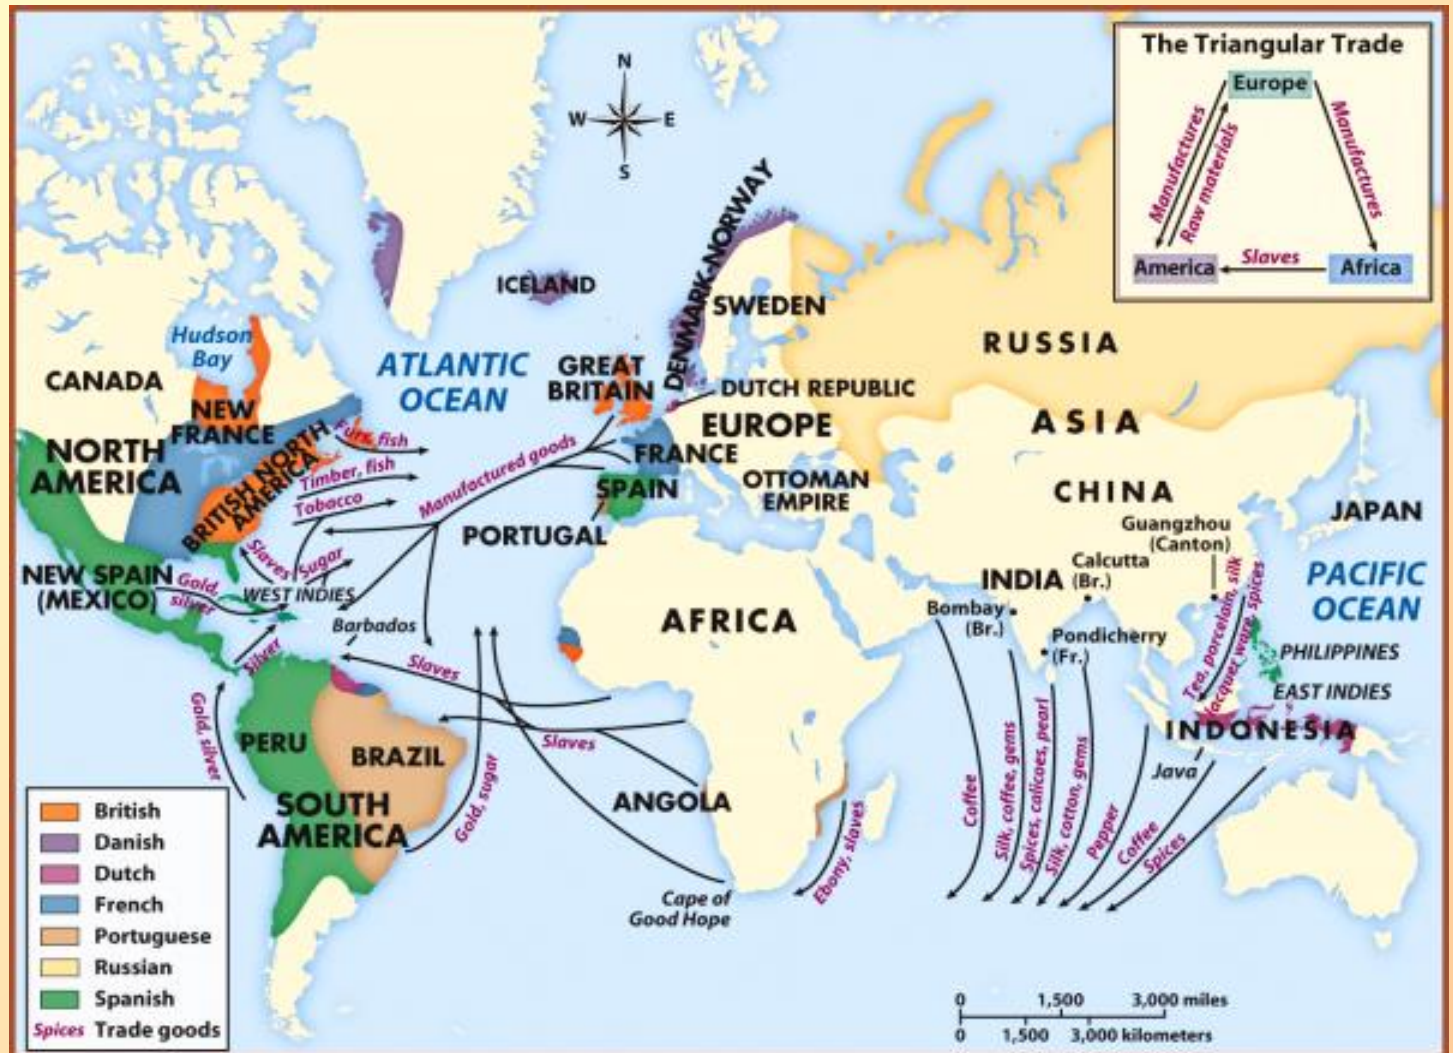 The Triangular Trade
Europe
Manufactures
Raw materials
Manufactures
America
Slaves
Africa
N
W
E
S
DENMARK-NORWAY
ICELAND
SWEDEN
Hudson
Bay
ATLANTIC
OCEAN
GREAT
BRITAIN
RUSSIA
CANADA
DUTCH REPUBLIC
NEW
FRANCE
EUROPE
ASIA
NORTH
AMERICA
BRITISH NORTH
AMERICA
Furs, fish
Timber, fish
Tobacco
Manufactured goods
FRANCE
SPAIN
OTTOMAN
EMPIRE
CHINA
JAPAN
PORTUGAL
Guangzhou
(Canton)
Slaves
Sugar
NEW SPAIN
(MEXICO)
Gold,
silver
WEST INDIES
INDIA
Calcutta
(Br.)
PACIFIC
OCEAN
Bombay
(Br.)
Barbados
AFRICA
Pondicherry
(Fr.)
Tea, porcelain, silk
lacquer ware, spices
PHILIPPINES
Silver
Slaves
EAST INDIES
Gold, silver
PERU
BRAZIL
Slaves
INDONESIA
Java
Gold, sugar
SOUTH
AMERICA
ANGOLA
Ebony, slaves
Coffee
Silk, coffee, gems
Spices, calicoes, pearl
Silk, cotton, gems
Pepper
Coffee
Spices
Cape of
Good Hope
British
Danish
Dutch
French
Portuguese
Russian
Spanish
Spices Trade goods
0 1,500 3,000 miles
0 1,500 3,000 kilometers